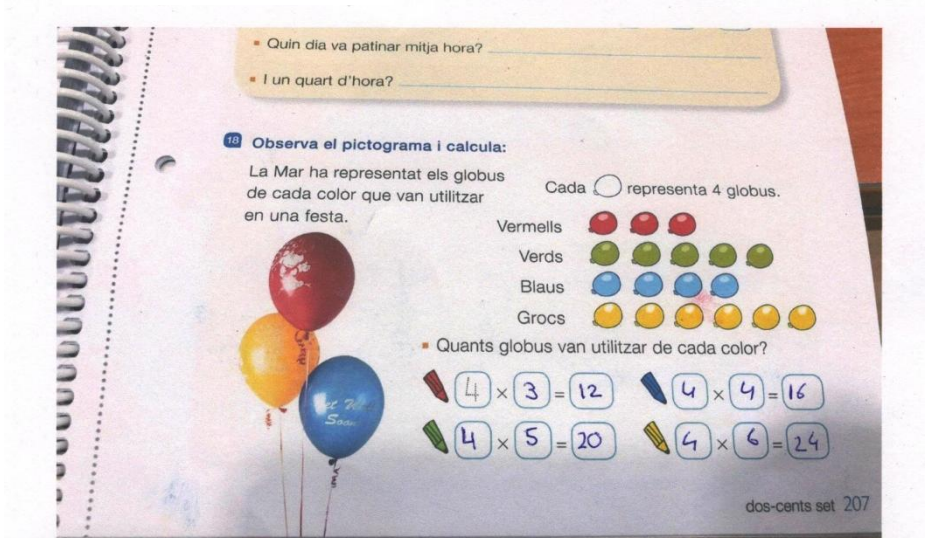 Quin dia va patinar mitja hora?
I un quart d'hora?
18 Observa el pictograma i calcula:
La Mar ha representat els globus
de cada color que van utilitzar
en una festa.
Cada representa 4 globus.
Vermells
Verds
Blaus
Grocs
Quants globus van utilitzar de cada color?
4 × 3 = 12
4 × 4 = 16
4 × 5 = 20
4 × 6 = 24
dos-cents set 207